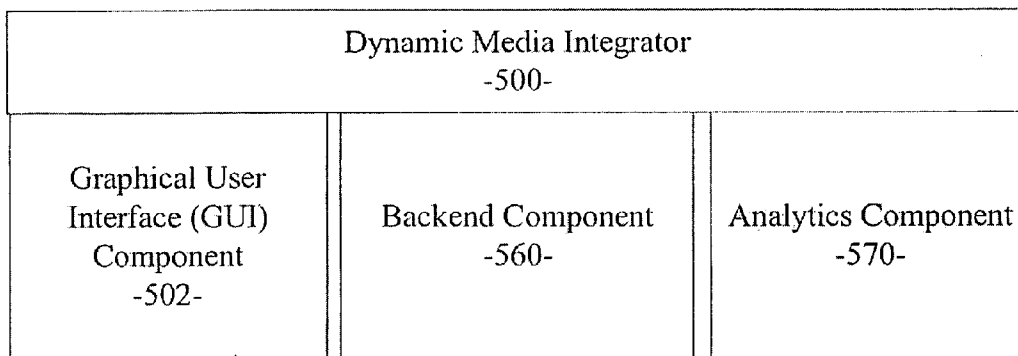 Dynamic Media Integrator
-500-
Graphical User
Interface (GUI)
Component
-502-
Backend Component
-560-
Analytics Component
-570-